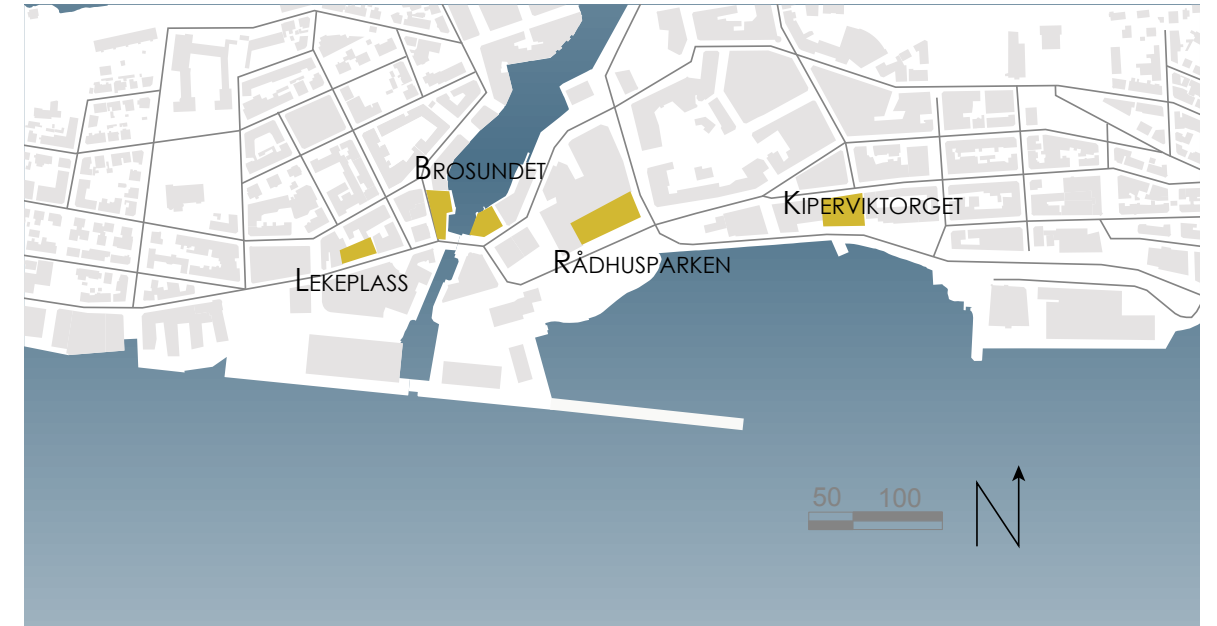 BROSUNDET
KIPERVIKTORGET
RÅDHUSPARKEN
LEKEPLASS
50 100
N